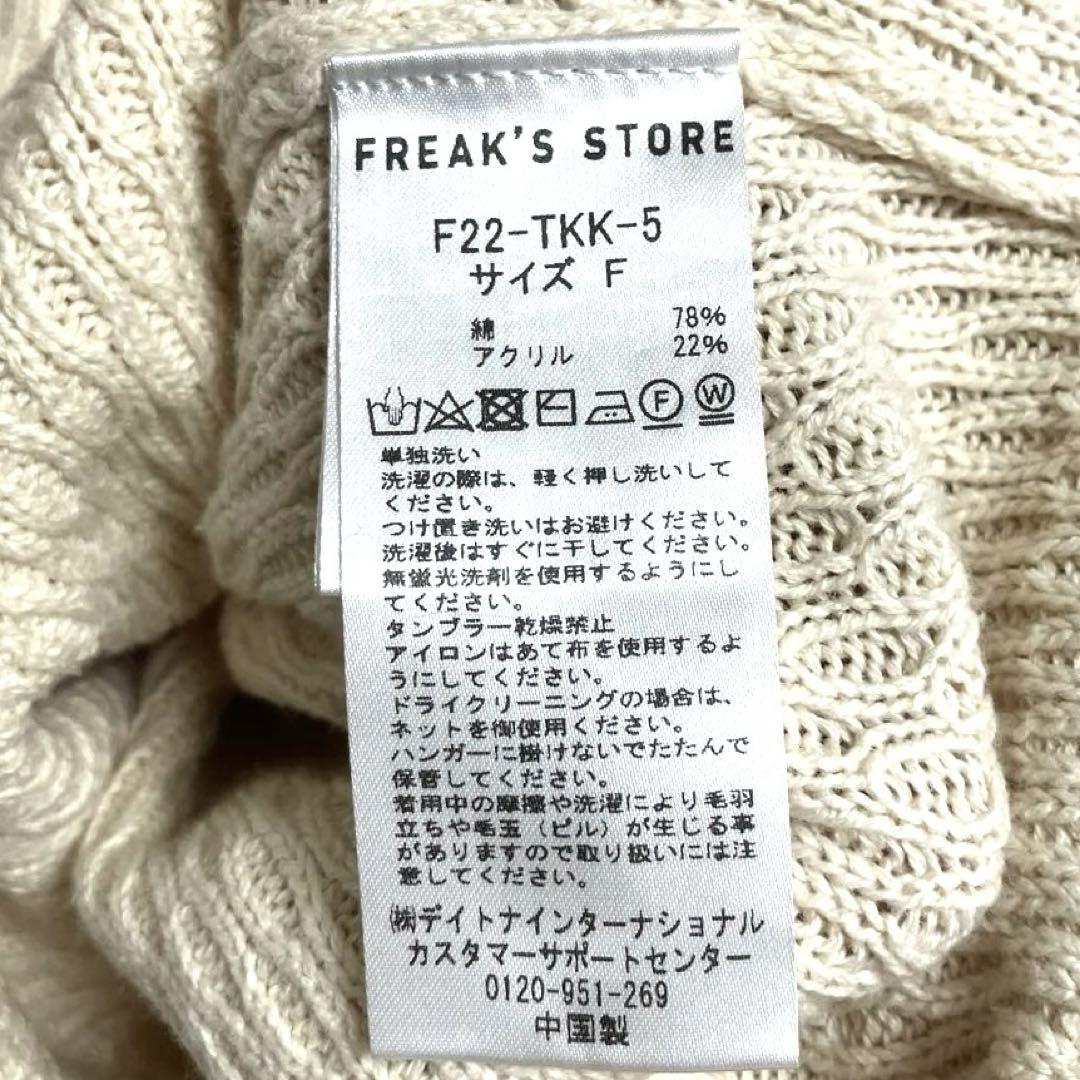 FREAK'S STORE
F22-TKK-5
サイズ F
綿 78%
アクリル 22%
F W
単独洗い
洗濯の際は、軽く押し洗いして
ください。
つけ置き洗いはお避けください。
洗濯後はすぐに干してください。
無蛍光洗剤を使用するようにし
てください。
タンブラー乾燥禁止
アイロンはあて布を使用するよ
うにしてください。
ドライクリーニングの場合は、
ネットを御使用ください。
ハンガーに掛けないでたたんで
保管してください。
着用中の摩擦や洗濯により毛羽
立ちや毛玉（ピル）が生じる事
がありますので取り扱いには注
意してください。
㈱デイトナインターナショナル
カスタマーサポートセンター
0120-951-269
中国製